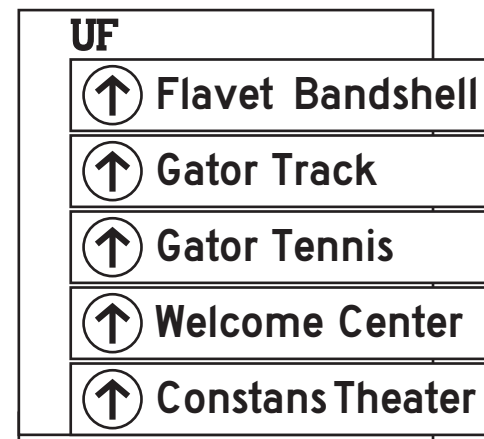 UF
Flavet Bandshell
Gator Track
Gator Tennis
Welcome Center
Constans Theater